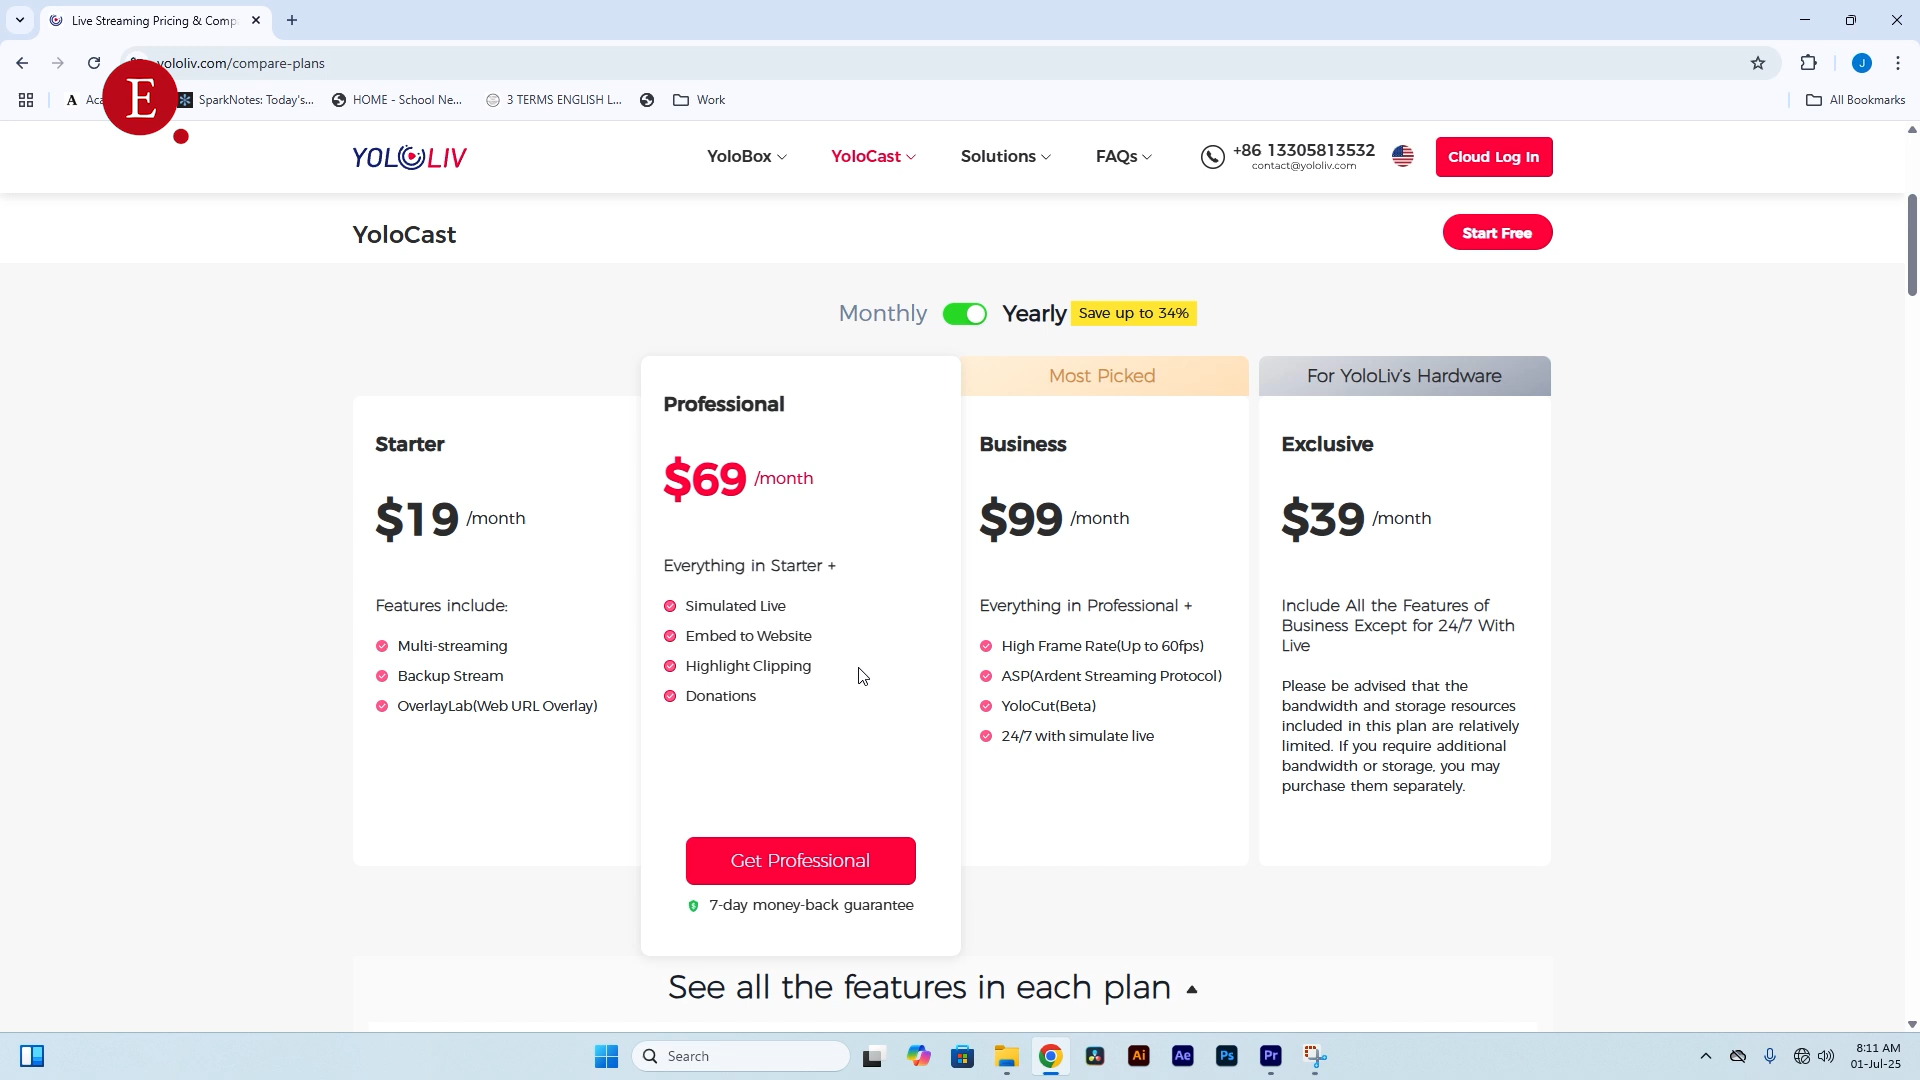 Live Streaming Pricing & Comp
yololiv.com/compare-plans
J
A
E
SparkNotes: Today's...
HOME - School Ne...
3 TERMS ENGLISH L...
Work
All Bookmarks
YOLOLIV
YoloBox
YoloCast
Solutions
FAQs
+86 13305813532
contact@yololiv.com
Cloud Log In
YoloCast
Start Free
Monthly
Yearly
Save up to 34%
Starter
$19 /month
Features include:
Multi-streaming
Backup Stream
OverlayLab(Web URL Overlay)
Professional
$69 /month
Everything in Starter +
Simulated Live
Embed to Website
Highlight Clipping
Donations
Get Professional
7-day money-back guarantee
Most Picked
Business
$99 /month
Everything in Professional +
High Frame Rate(Up to 60fps)
ASP(Ardent Streaming Protocol)
YoloCut(Beta)
24/7 with simulate live
For YoloLiv's Hardware
Exclusive
$39 /month
Include All the Features of
Business Except for 24/7 With
Live
Please be advised that the
bandwidth and storage resources
included in this plan are relatively
limited. If you require additional
bandwidth or storage, you may
purchase them separately.
See all the features in each plan
Search
Ai
Ae
Ps
Pr
8:11 AM
01-Jul-25